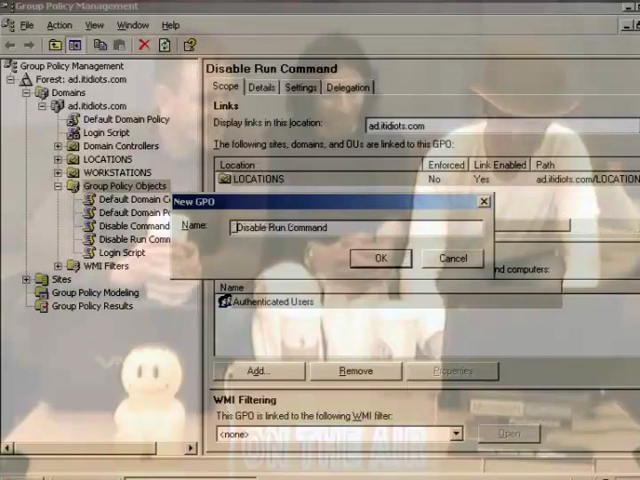 Group Policy Management
File Action View Window Help
Group Policy Management
Forest: ad.itidiots.com
Domains
ad.itidiots.com
Default Domain Policy
Login Script
Domain Controllers
LOCATIONS
WORKSTATIONS
Group Policy Objects
Default Domain C
Default Domain Po
Disable Command
Disable Run Comm
Login Script
WMI Filters
Sites
Group Policy Modeling
Group Policy Results
Disable Run Command
Scope Details Settings Delegation
Links
Display links in this location: ad.itidiots.com
The following sites, domains, and OUs are linked to this GPO:
Location Enforced Link Enabled Path
LOCATIONS No Yes ad.itidiots.com/LOCATION
New GPO
Name: Disable Run Command
OK Cancel
nd computers:
Name
Authenticated Users
Add... Remove Properties
WMI Filtering
This GPO is linked to the following WMI filter:
<none> Open
ON THE AIR